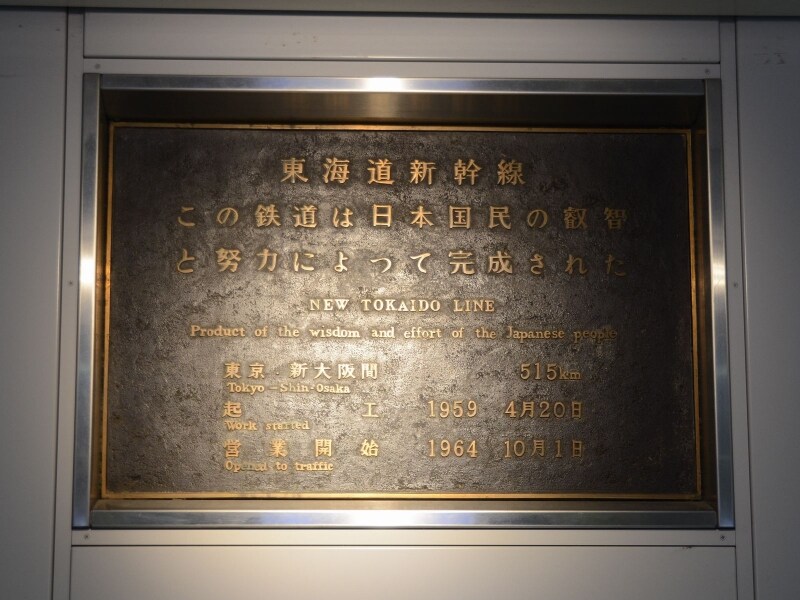 東海道新幹線
この鉄道は日本国民の叡智
と努力によって完成された
NEW TOKAIDO LINE
Product of the wisdom and effort of the Japanese people
東京 新大阪間 515km
Tokyo – Shin-Osaka
起工 1959 4月20日
Work started
営業開始 1964 10月1日
Opened to traffic